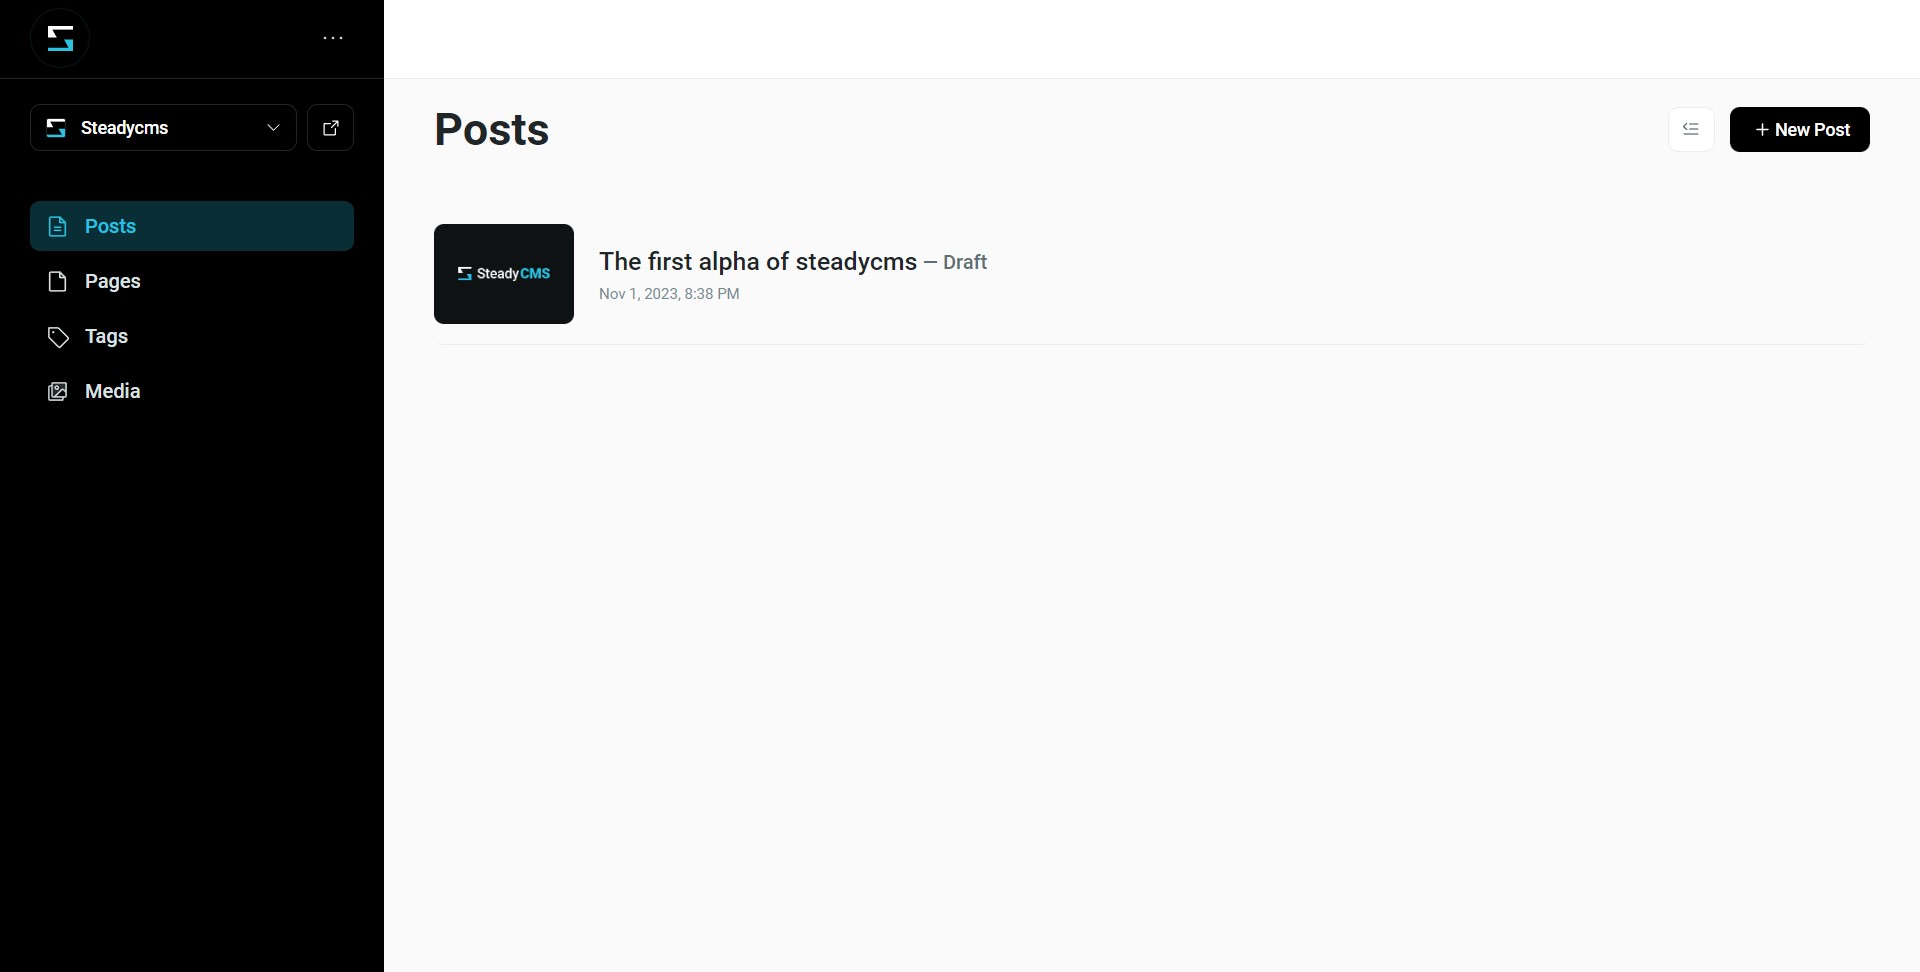 Steadycms
Posts
Pages
Tags
Media
Posts
New Post
SteadyCMS
The first alpha of steadycms — Draft
Nov 1, 2023, 8:38 PM